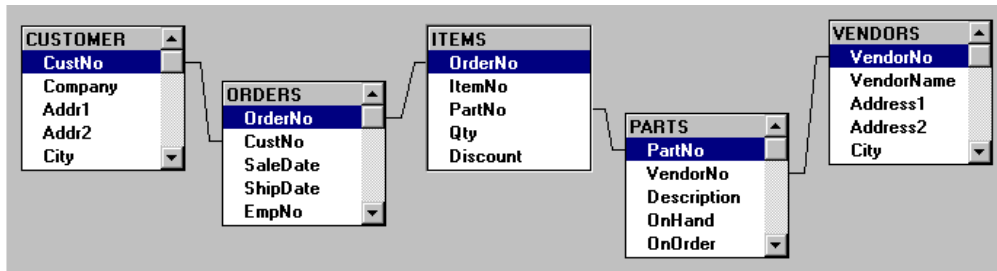 CUSTOMER
CustNo
Company
Addr1
Addr2
City
ORDERS
OrderNo
CustNo
SaleDate
ShipDate
EmpNo
ITEMS
OrderNo
ItemNo
PartNo
Qty
Discount
PARTS
PartNo
VendorNo
Description
OnHand
OnOrder
VENDORS
VendorNo
VendorName
Address1
Address2
City